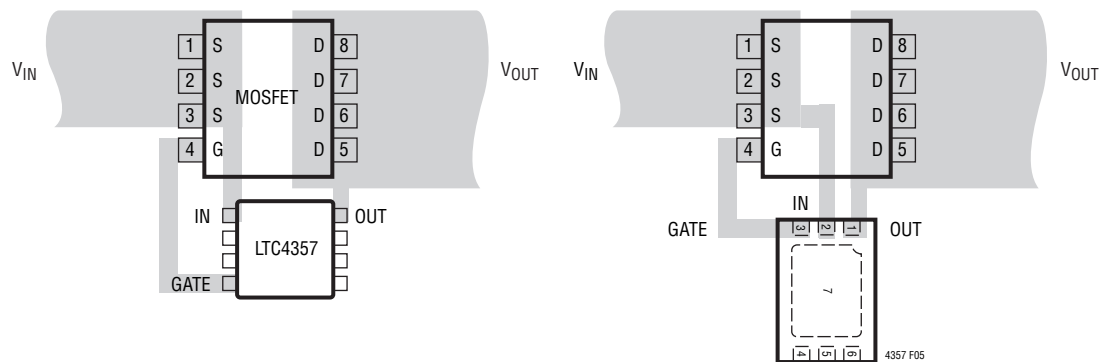 V_IN
1 S
2 S
3 S
4 G
MOSFET
D 8
D 7
D 6
D 5
V_OUT
IN
OUT
LTC4357
GATE
V_IN
1 S
2 S
3 S
4 G
D 8
D 7
D 6
D 5
V_OUT
IN
GATE
OUT
3 2 1
7
4 5 6
4357 F05